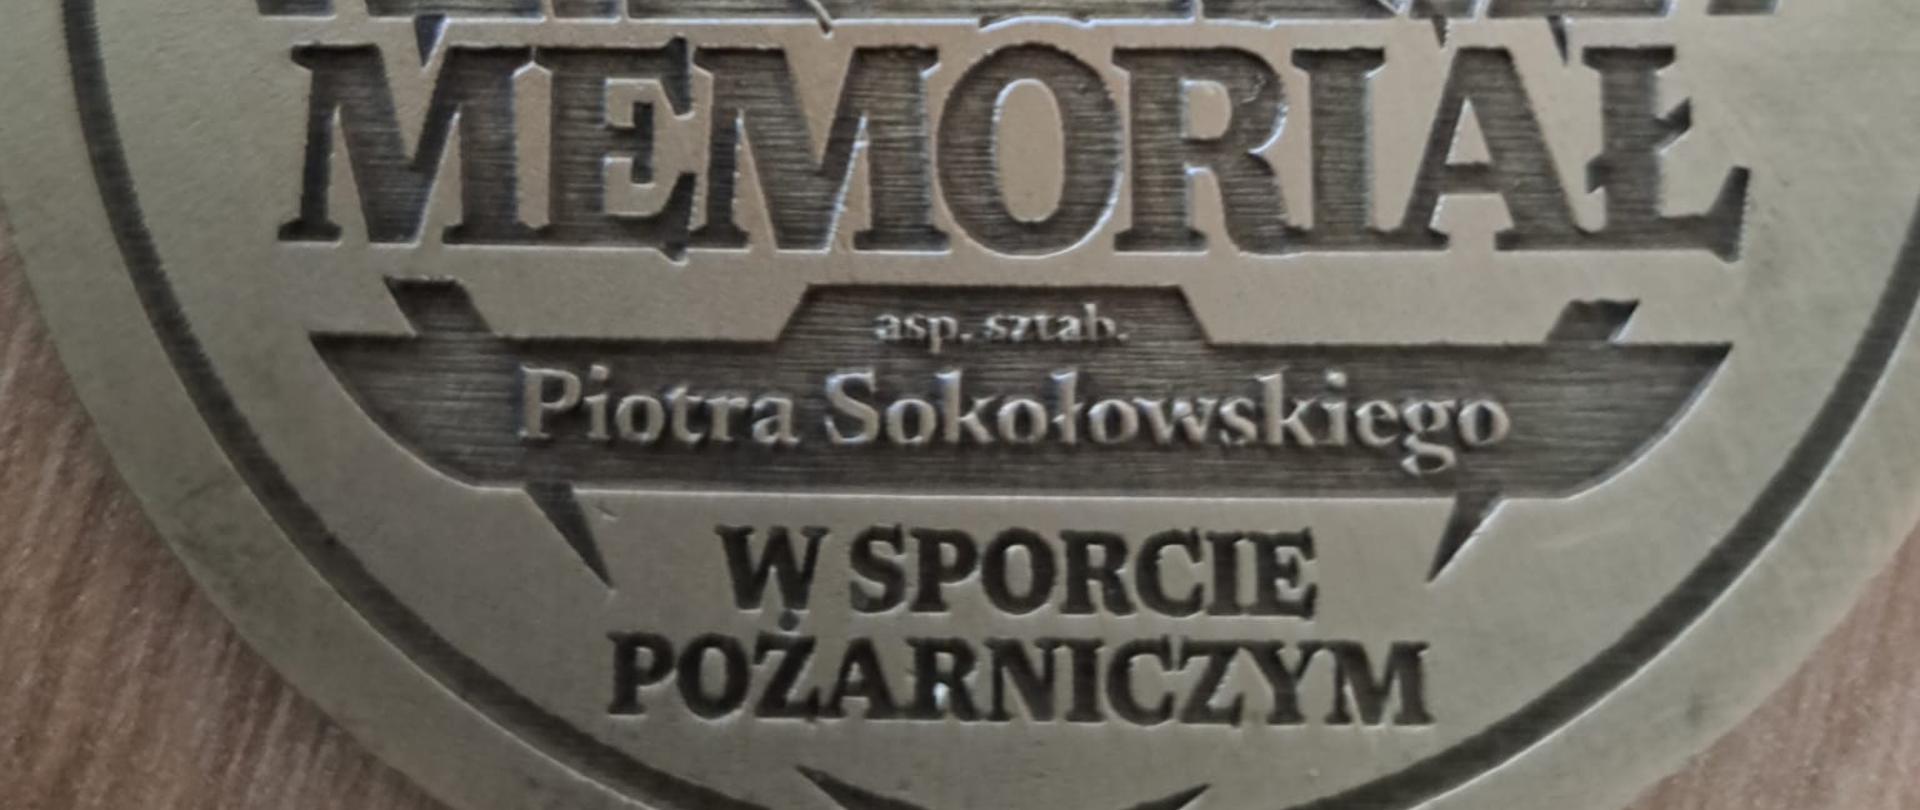 MEMORIAŁ
asp. sztab.
Piotra Sokołowskiego
W SPORCIE
POŻARNICZYM